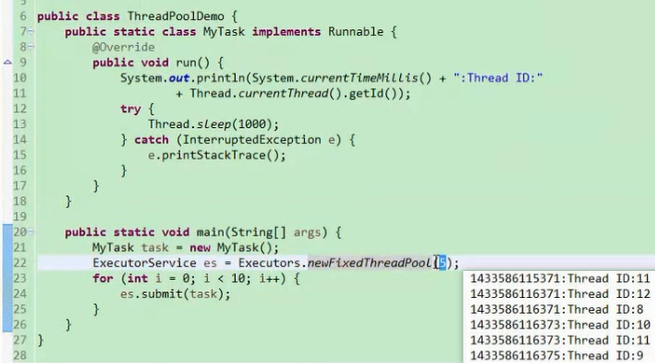 5
6 public class ThreadPoolDemo {
7 public static class MyTask implements Runnable {
8 @Override
9 public void run() {
10 System.out.println(System.currentTimeMillis() + ":Thread ID:"
11 + Thread.currentThread().getId());
12 try {
13 Thread.sleep(1000);
14 } catch (InterruptedException e) {
15 e.printStackTrace();
16 }
17 }
18 }
19
20 public static void main(String[] args) {
21 MyTask task = new MyTask();
22 ExecutorService es = Executors.newFixedThreadPool(5);
23 for (int i = 0; i < 10; i++) {
24 es.submit(task);
25 }
26 }
27 }
28
1433586115371:Thread ID:11
1433586116371:Thread ID:12
1433586116371:Thread ID:8
1433586116373:Thread ID:10
1433586116373:Thread ID:11
1433586116375:Thread ID:9